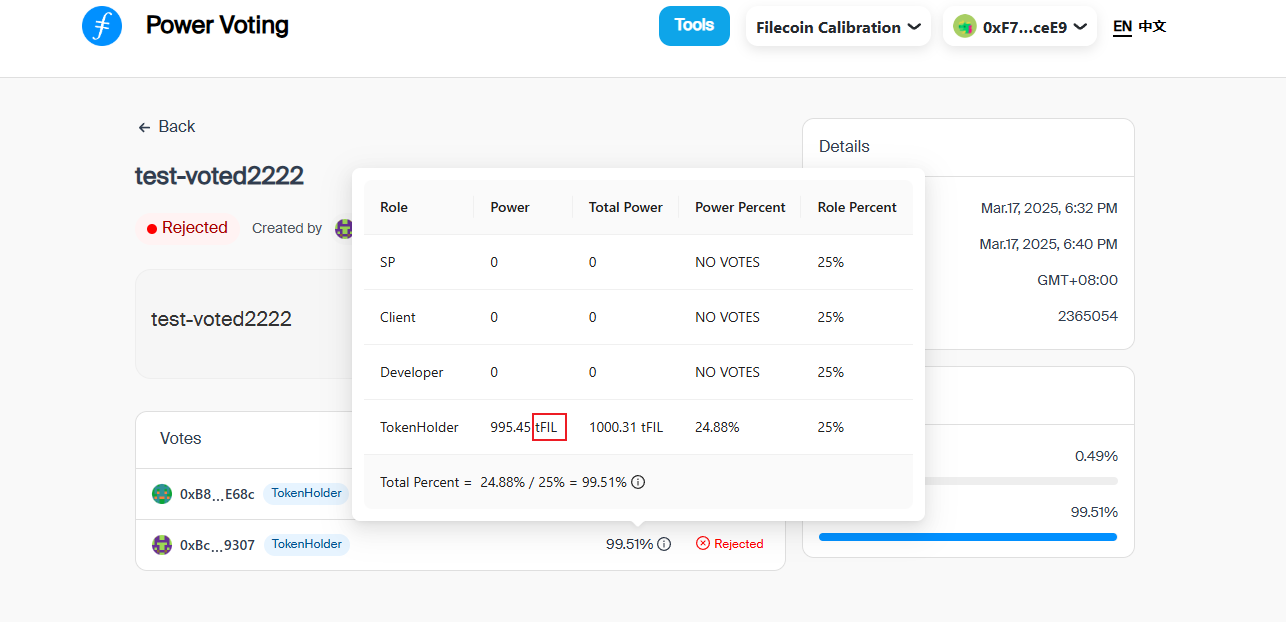 Power Voting
Tools
Filecoin Calibration
0xF7...ceE9
EN 中文
Back
test-voted2222
Rejected
Created by
test-voted2222
Role Power Total Power Power Percent Role Percent
SP 0 0 NO VOTES 25%
Client 0 0 NO VOTES 25%
Developer 0 0 NO VOTES 25%
TokenHolder 995.45 tFIL 1000.31 tFIL 24.88% 25%
Total Percent = 24.88% / 25% = 99.51%
Votes
0xB8...E68c TokenHolder
0xBc...9307 TokenHolder 99.51% Rejected
Details
Mar.17, 2025, 6:32 PM
Mar.17, 2025, 6:40 PM
GMT+08:00
2365054
0.49%
99.51%